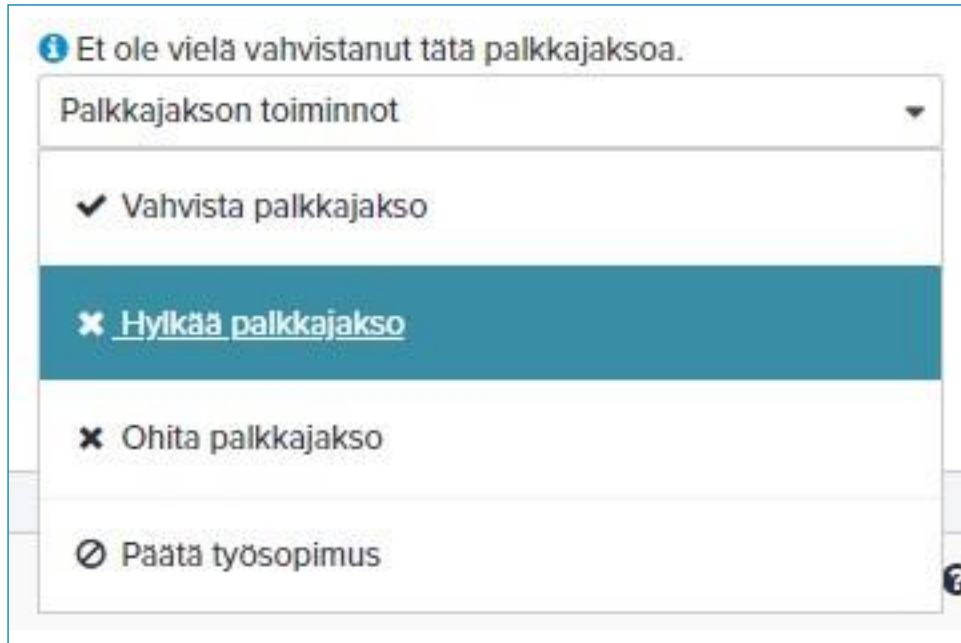 Et ole vielä vahvistanut tätä palkkajaksoa.
Palkkajakson toiminnot
Vahvista palkkajakso
Hylkää palkkajakso
Ohita palkkajakso
Päätä työsopimus